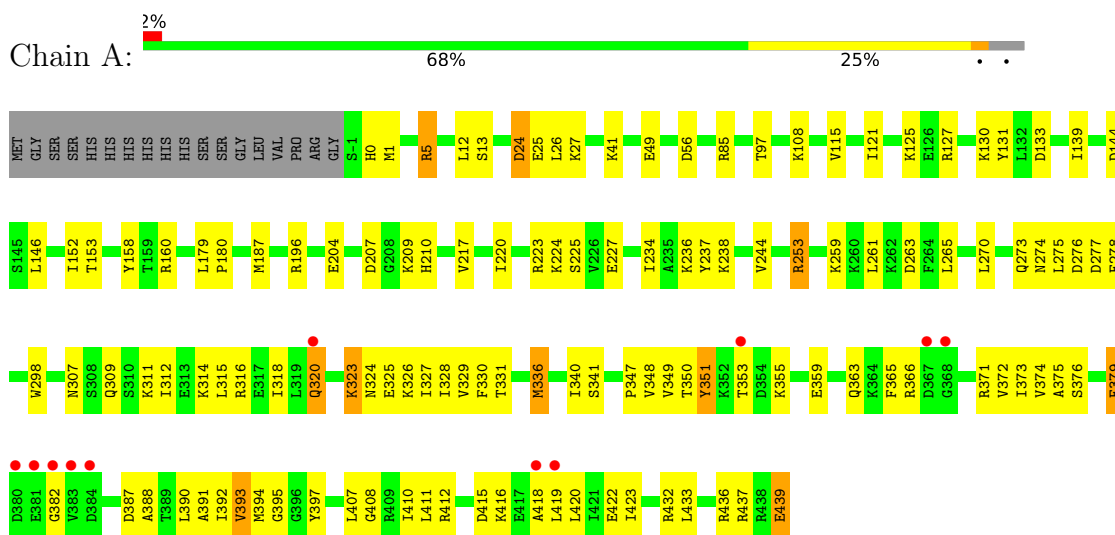 2%
Chain A:
68% 25% • •
MET GLY SER SER HIS HIS HIS HIS HIS HIS SER SER GLY LEU VAL PRO ARG GLY S-1 H0 M1 R5 L12 S13 D24 E25 L26 K27 K41 E49 D56 R85 T97 K108 V115 I121 K125 E126 R127 K130 Y131 L132 D133 I139
S145 L146 I152 T153 Y158 T159 R160 L179 P180 M187 R196 E204 D207 G208 K209 H210 V217 I220 R223 K224 S225 V226 E227 I234 A235 K236 Y237 K238 V244 R253 K259 K260 L261 K262 D263 F264 L265 L270 Q273 N274 L275 D276 D277
W298 N307 S308 Q309 S310 K311 I312 E313 K314 L315 R316 E317 I318 L319 Q320 K323 N324 E325 K326 I327 I328 V329 F330 T331 M336 I340 S341 P347 V348 V349 T350 Y351 K352 T353 D354 K355 E359 Q363 K364 F365 R366 D367 G368 R371 V372 I373 V374 A375 S376
D380 E381 G382 V383 D384 D387 A388 T389 L390 A391 I392 V393 M394 G395 G396 Y397 L407 G408 R409 I410 L411 R412 D415 K416 E417 A418 L419 L420 I421 E422 I423 R432 L433 R436 R437 R438 E439